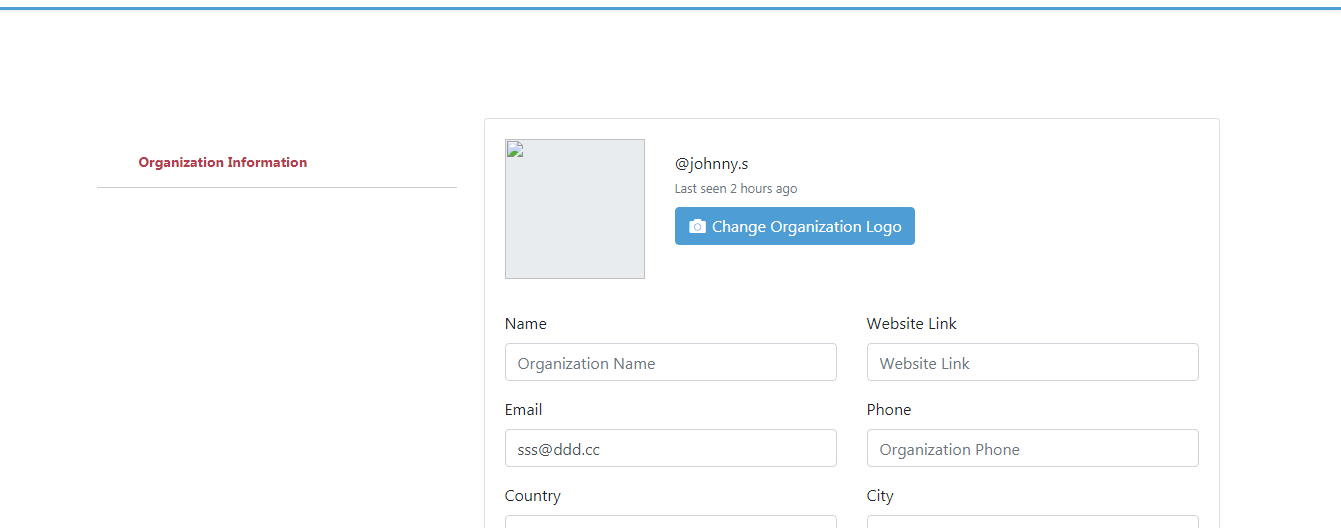 Organization Information
@johnny.s
Last seen 2 hours ago
Change Organization Logo
Name
Website Link
Organization Name
Website Link
Email
Phone
sss@ddd.cc
Organization Phone
Country
City